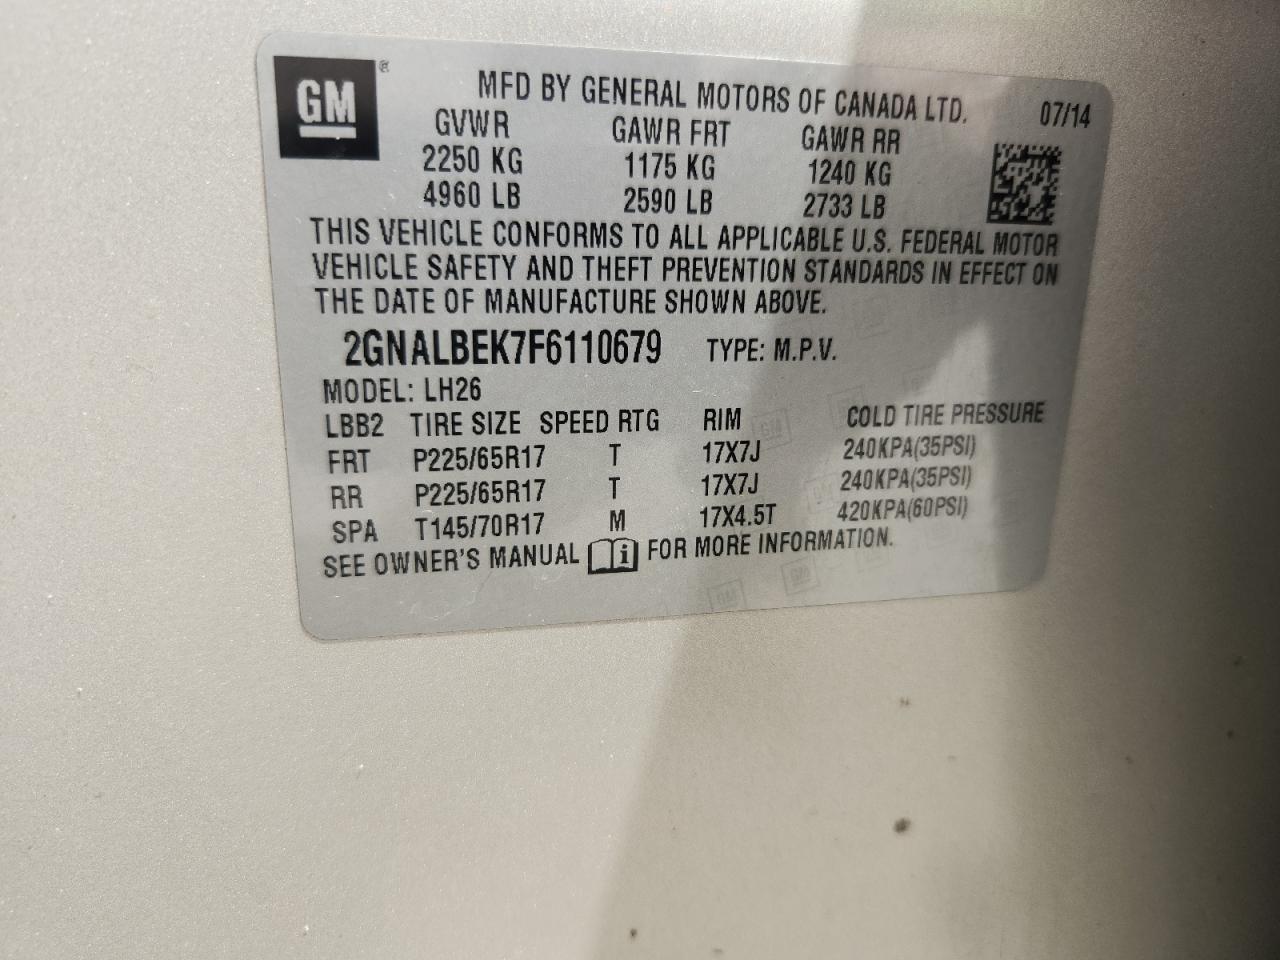 GM ®
MFD BY GENERAL MOTORS OF CANADA LTD. 07/14
GVWR GAWR FRT GAWR RR
2250 KG 1175 KG 1240 KG
4960 LB 2590 LB 2733 LB
THIS VEHICLE CONFORMS TO ALL APPLICABLE U.S. FEDERAL MOTOR
VEHICLE SAFETY AND THEFT PREVENTION STANDARDS IN EFFECT ON
THE DATE OF MANUFACTURE SHOWN ABOVE.
2GNALBEK7F6110679 TYPE: M.P.V.
MODEL: LH26
LBB2 TIRE SIZE SPEED RTG RIM COLD TIRE PRESSURE
FRT P225/65R17 T 17X7J 240KPA(35PSI)
RR P225/65R17 T 17X7J 240KPA(35PSI)
SPA T145/70R17 M 17X4.5T 420KPA(60PSI)
SEE OWNER'S MANUAL i FOR MORE INFORMATION.